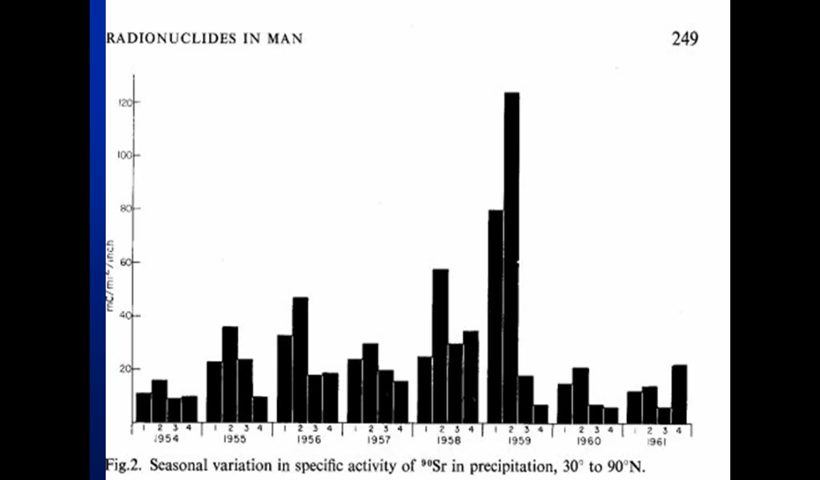 RADIONUCLIDES IN MAN 249
120
100
80
60
40
20
mC/mi²/inch
1 2 3 4 1 2 3 4 1 2 3 4 1 2 3 4 1 2 3 4 1 2 3 4 1 2 3 4 1 2 3 4
1954 1955 1956 1957 1958 1959 1960 1961
Fig.2. Seasonal variation in specific activity of ⁹⁰Sr in precipitation, 30° to 90°N.